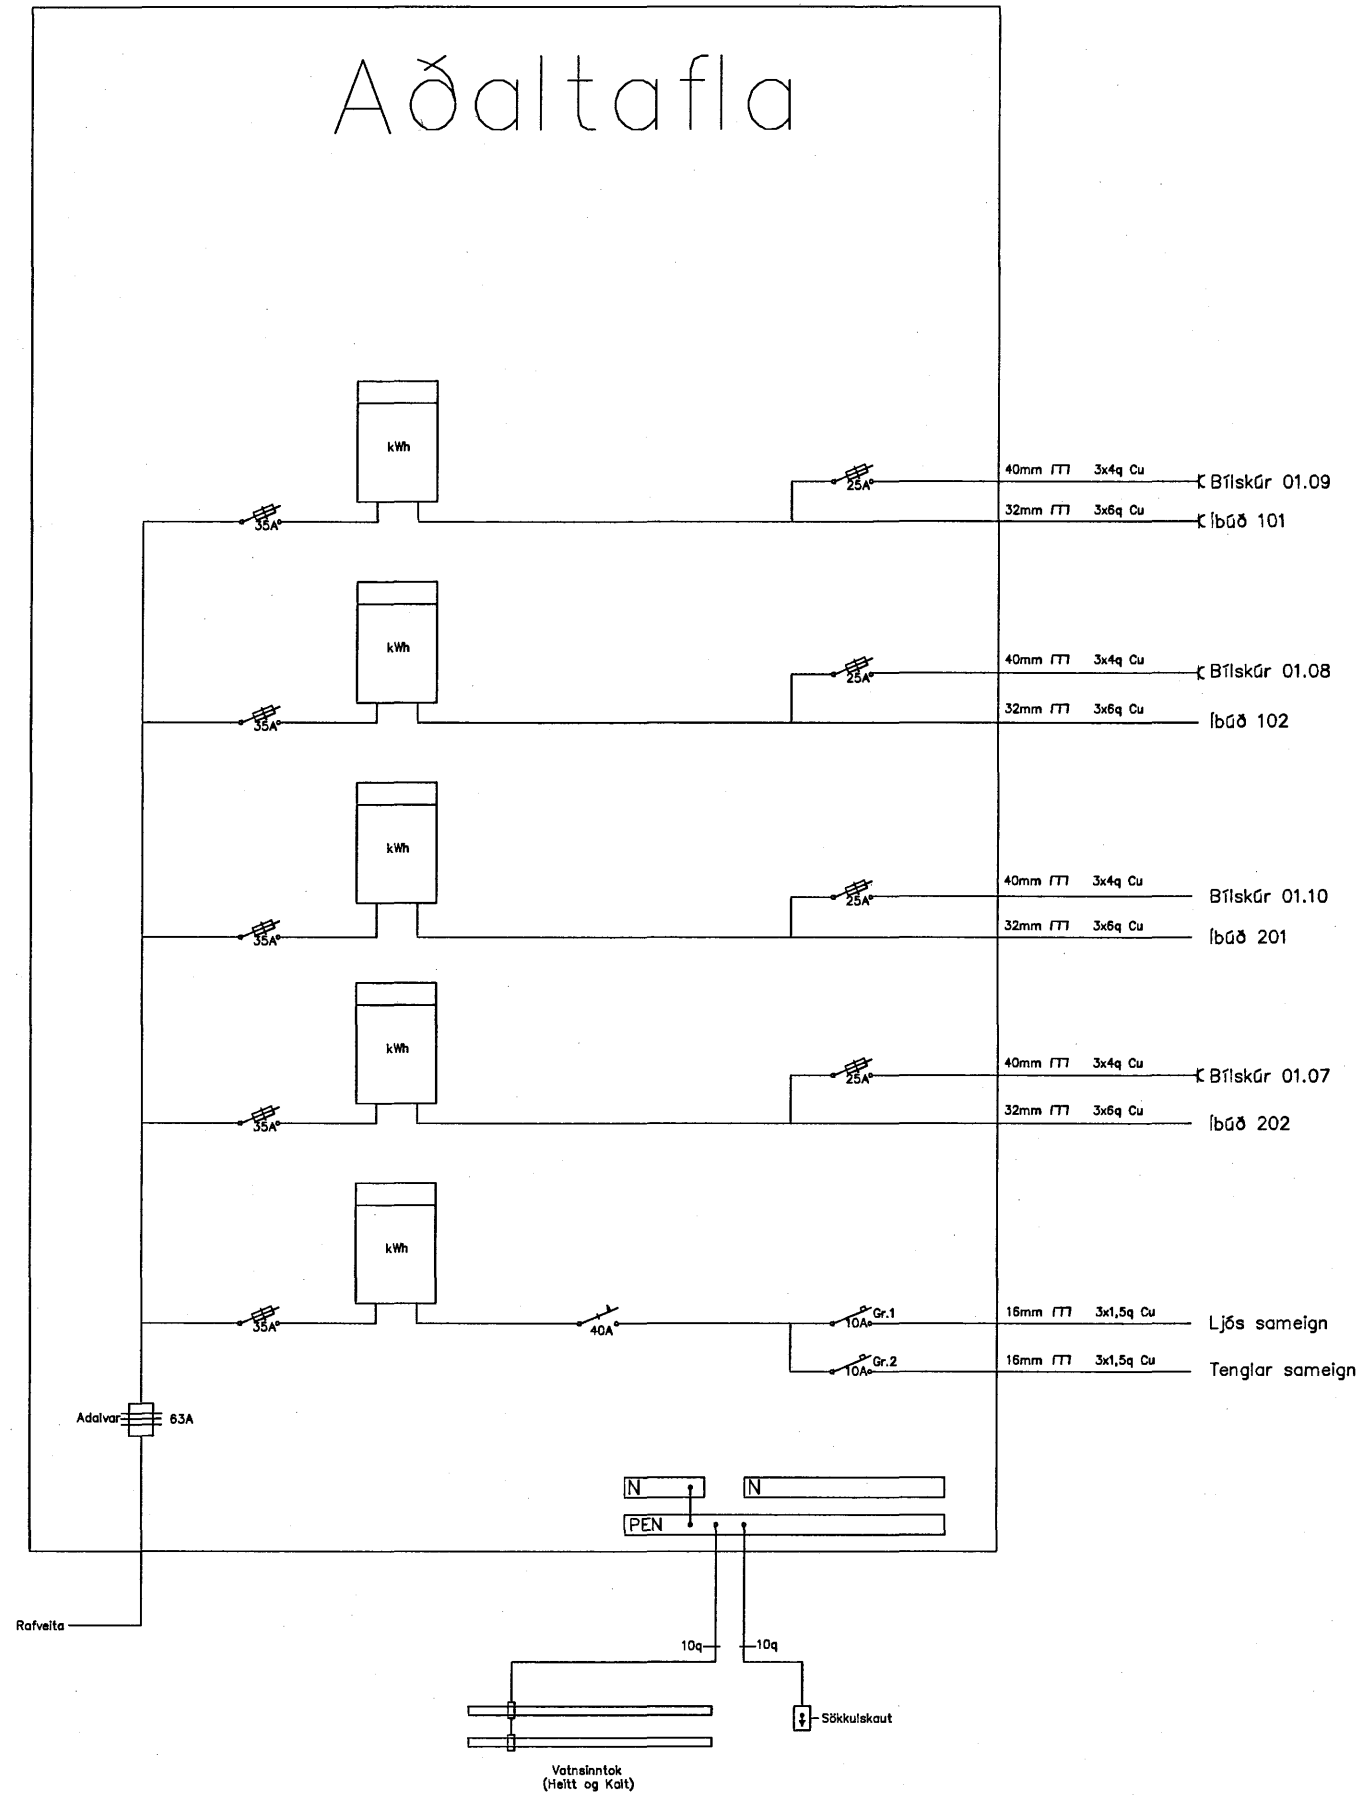 Aðaltafla
kWh
40mm 3x4q Cu
Bílskúr 01.09
25A
35A
32mm 3x6q Cu
Íbúð 101
kWh
40mm 3x4q Cu
Bílskúr 01.08
25A
35A
32mm 3x6q Cu
Íbúð 102
kWh
40mm 3x4q Cu
Bílskúr 01.10
25A
35A
32mm 3x6q Cu
Íbúð 201
kWh
40mm 3x4q Cu
Bílskúr 01.07
25A
35A
32mm 3x6q Cu
Íbúð 202
kWh
35A
40A
10A
Gr.1
16mm 3x1,5q Cu
Ljós sameign
10A
Gr.2
16mm 3x1,5q Cu
Tenglar sameign
Adalvar 63A
N
N
PEN
Rafveita
10q
10q
Sökkulskaut
Vatnsinntok
(Heitt og Kalt)